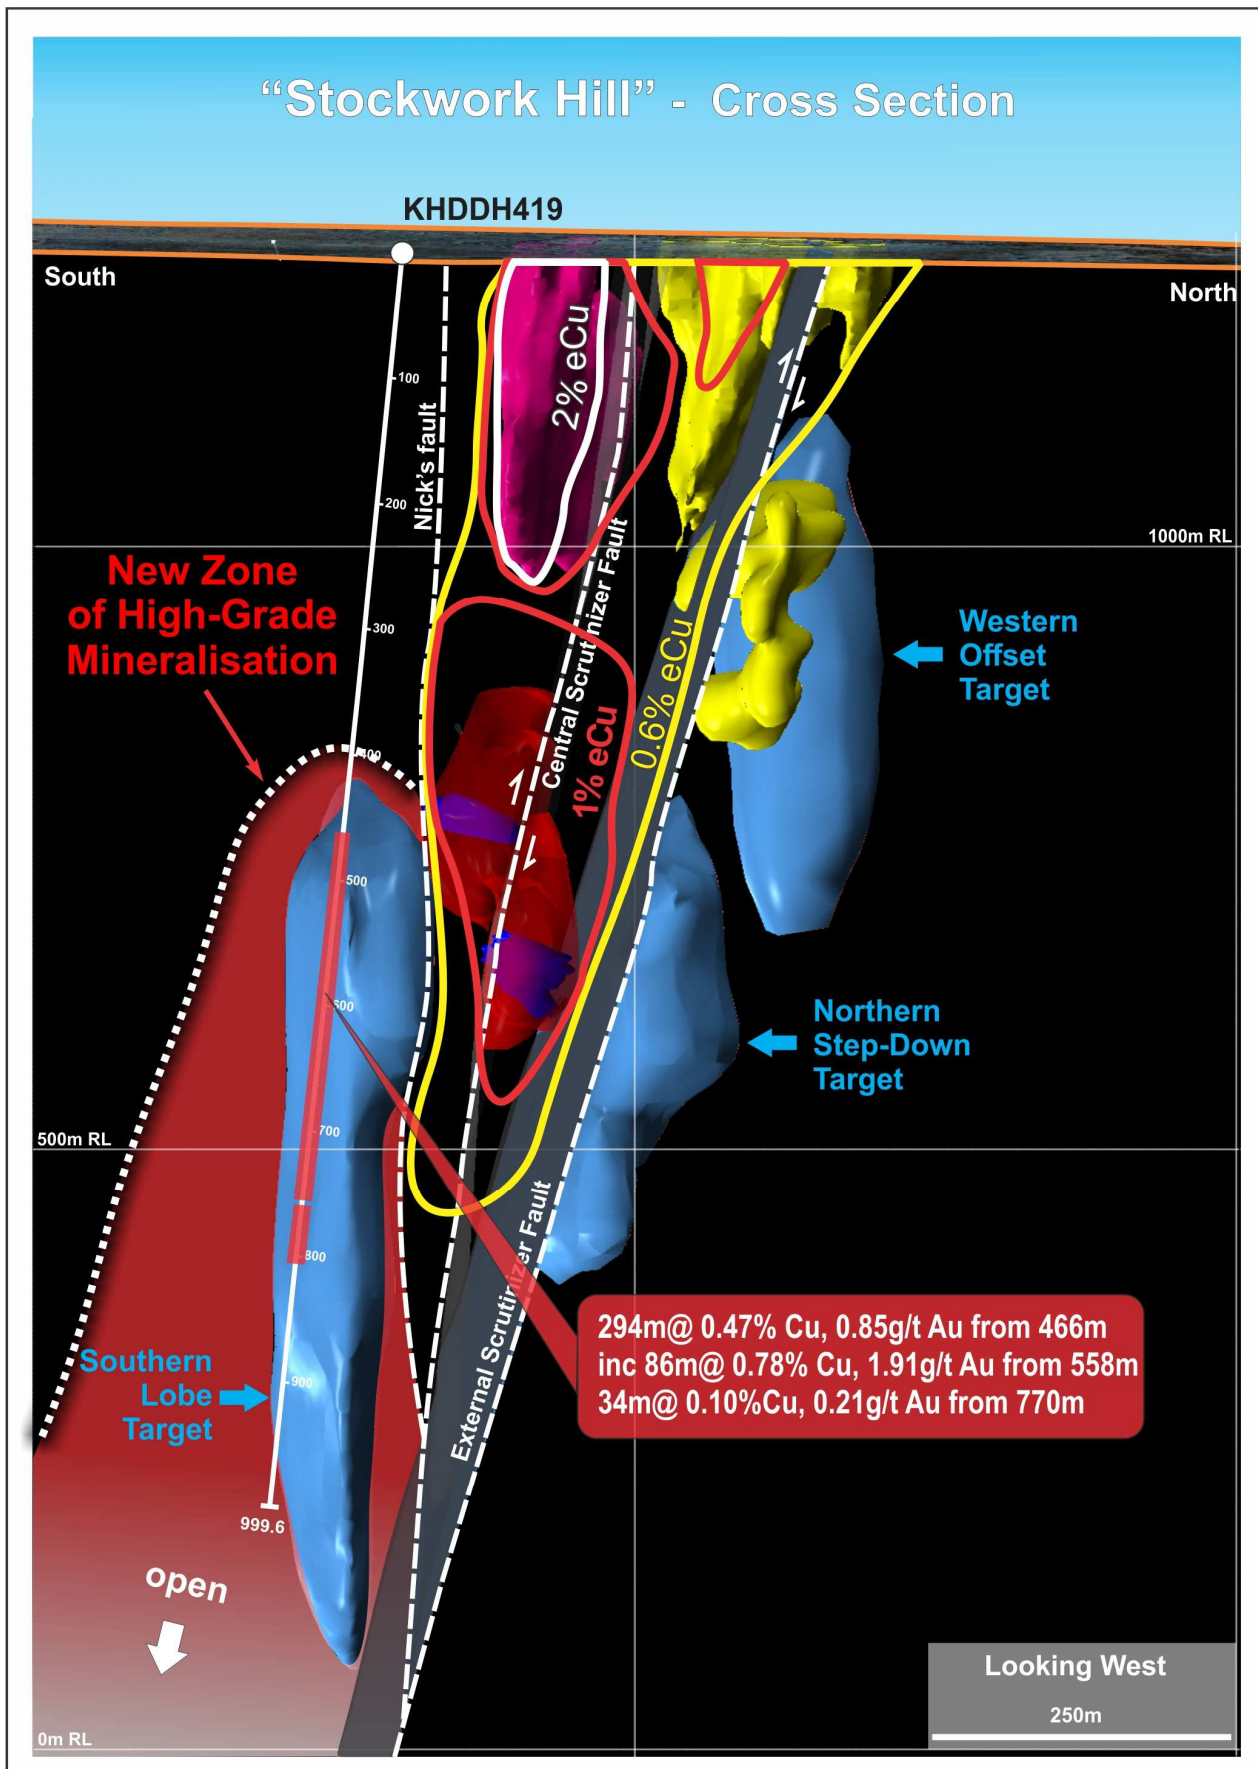 “Stockwork Hill” - Cross Section
KHDDH419
South
North
100
200
300
400
500
600
700
800
900
999.6
Nick's fault
2% eCu
Central Scrutinizer Fault
1% eCu
0.6% eCu
1000m RL
New Zone
of High-Grade
Mineralisation
Western
Offset
Target
Northern
Step-Down
Target
500m RL
External Scrutinizer Fault
294m@ 0.47% Cu, 0.85g/t Au from 466m
inc 86m@ 0.78% Cu, 1.91g/t Au from 558m
34m@ 0.10%Cu, 0.21g/t Au from 770m
Southern
Lobe
Target
open
Looking West
250m
0m RL